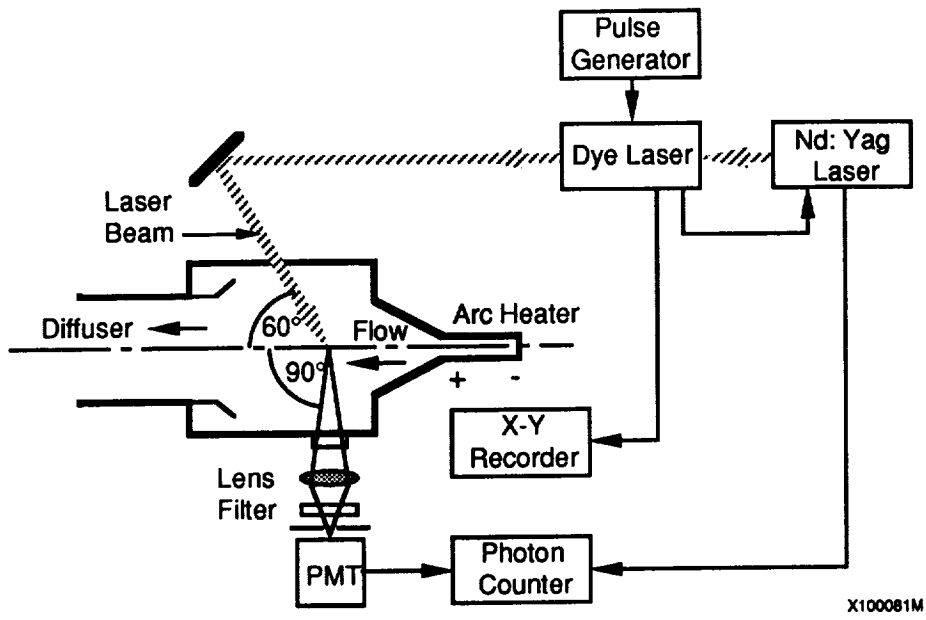 Pulse
Generator
Dye Laser
Nd: Yag
Laser
Laser
Beam
Diffuser
60°
Flow
Arc Heater
90°
+ -
X-Y
Recorder
Lens
Filter
PMT
Photon
Counter
X100081M